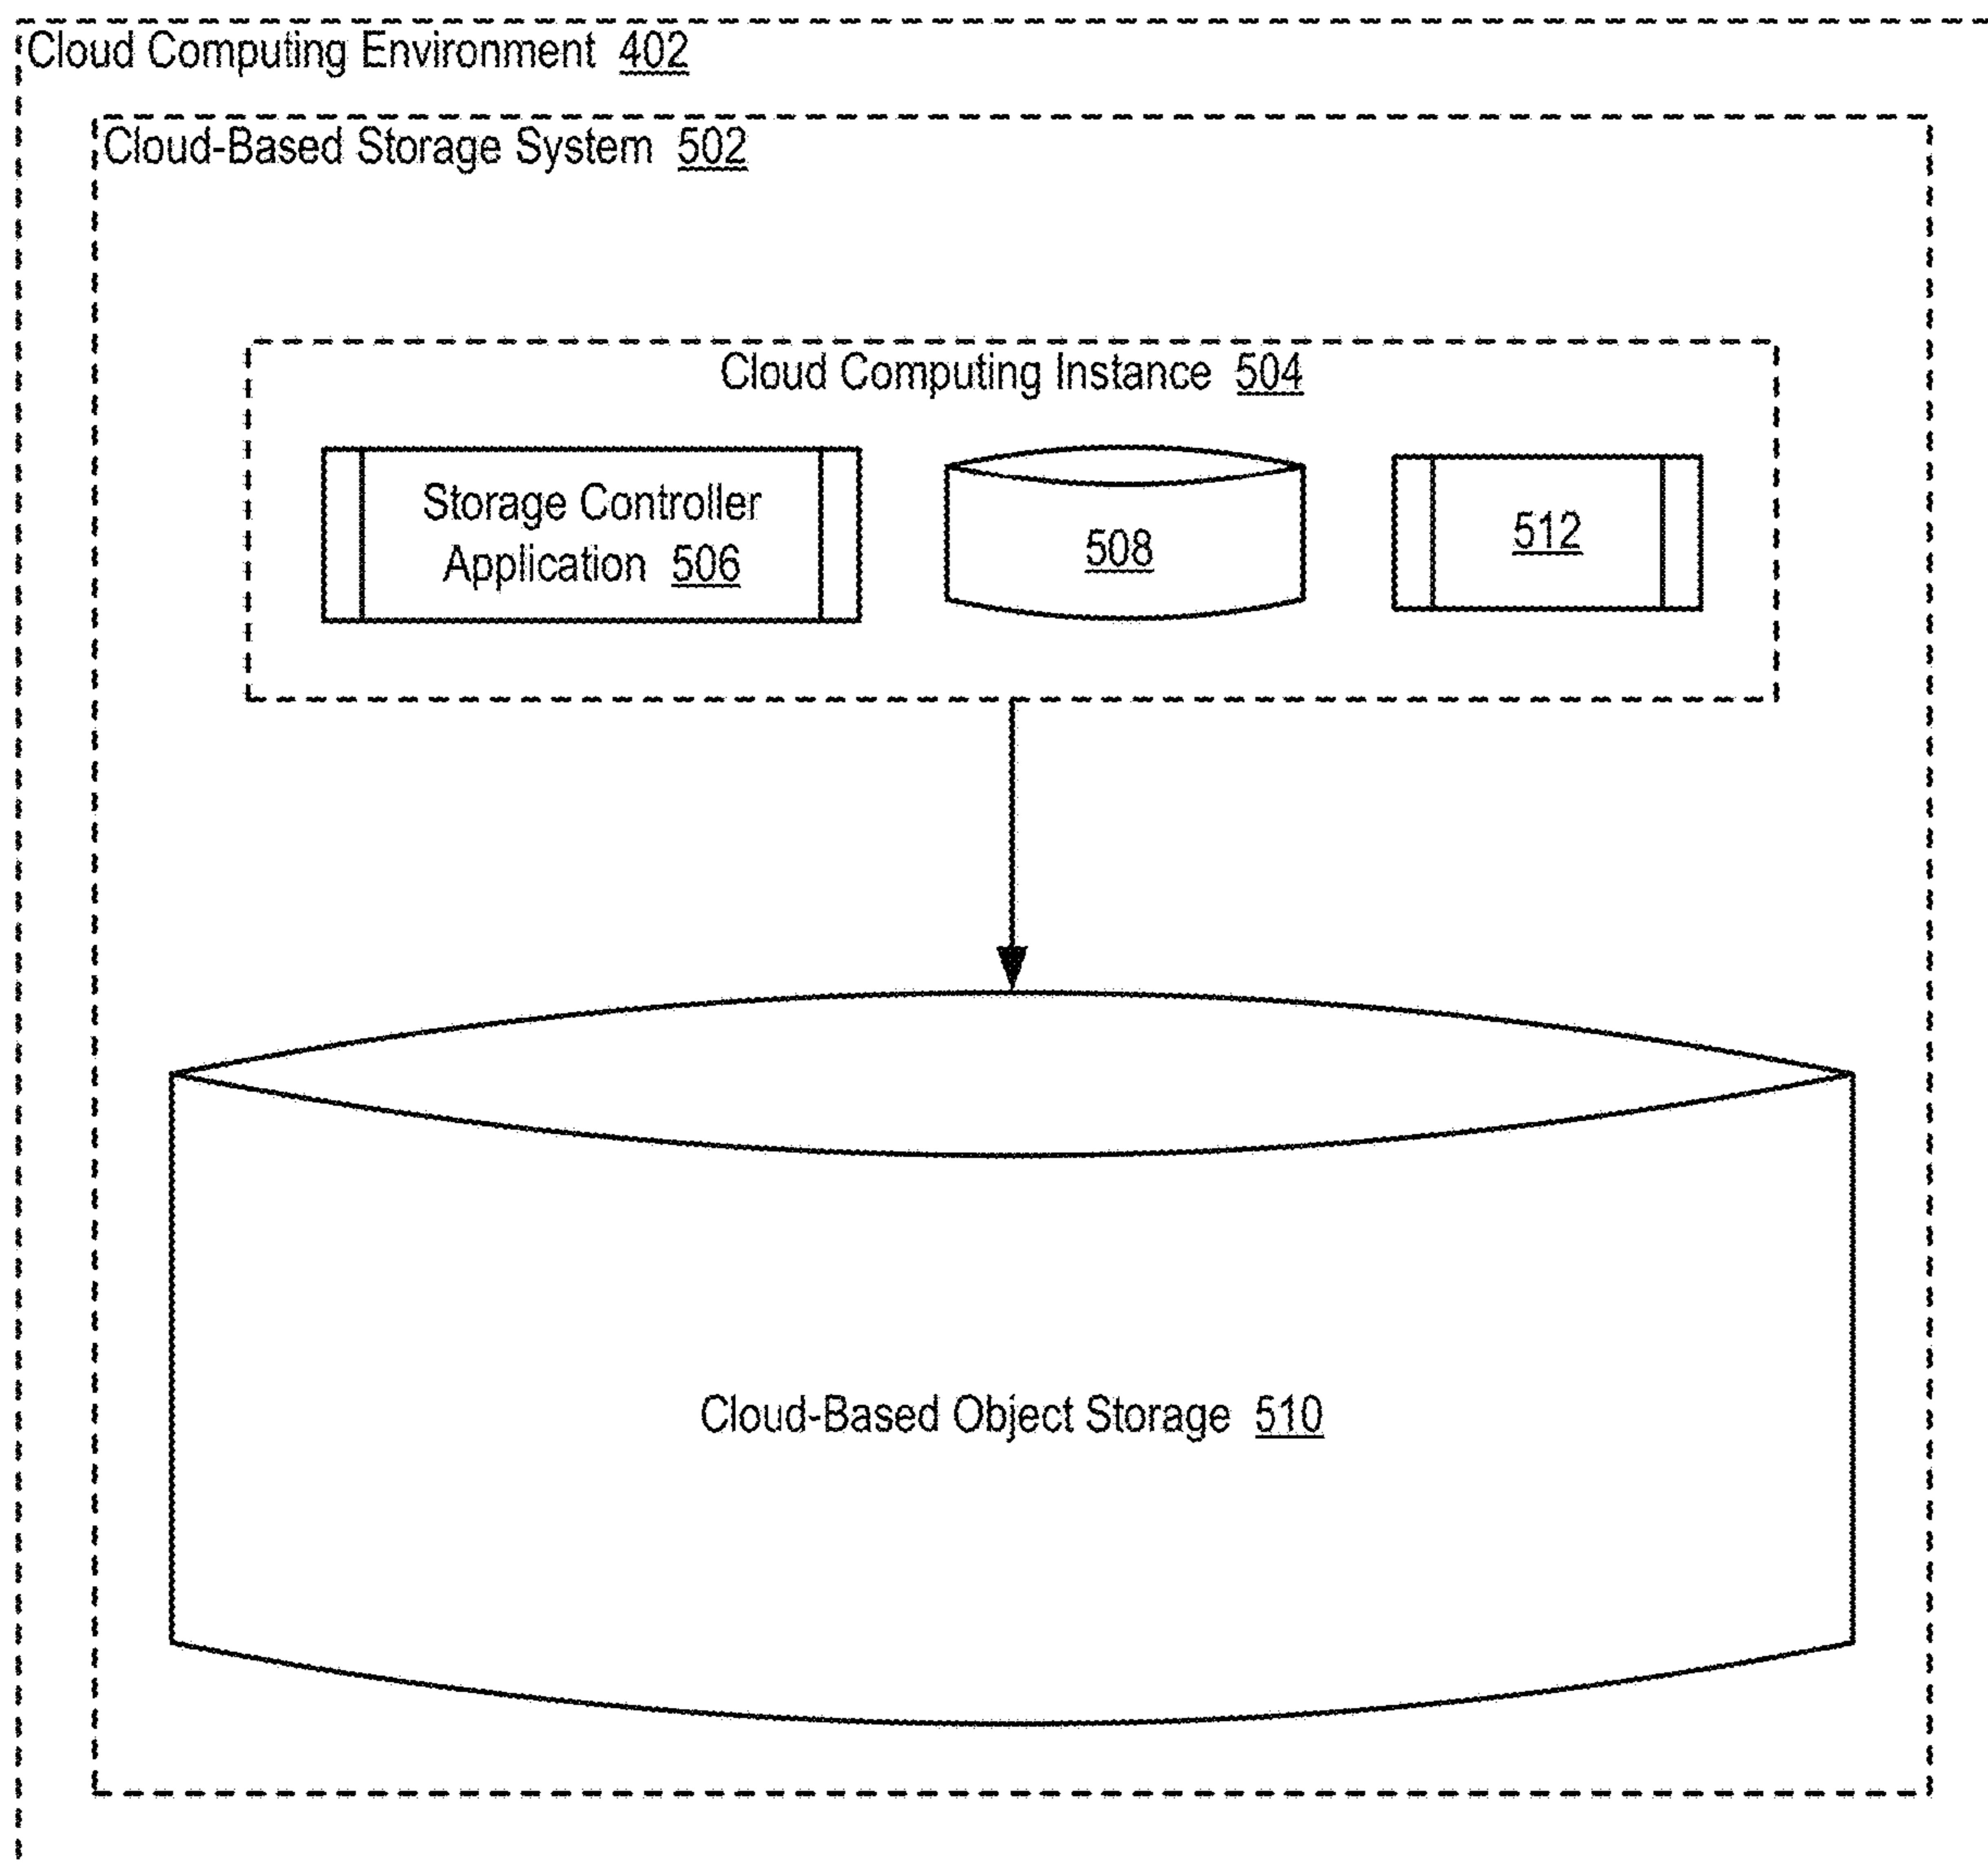 Cloud Computing Environment 402
Cloud-Based Storage System 502
Cloud Computing Instance 504
Storage Controller
Application 506
508
512
Cloud-Based Object Storage 510